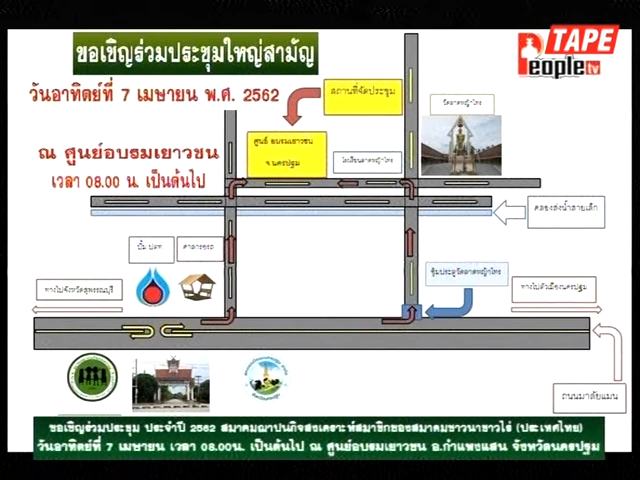 TAPE
People tv
ขอเชิญร่วมประชุมใหญ่สามัญ
วันอาทิตย์ที่ 7 เมษายน พ.ศ. 2562
สถานที่จัดประชุม
วัดลาดหญ้าไทร
ณ ศูนย์อบรมเยาวชน
ศูนย์ อบรมเยาวชน
จ.นครปฐม
โรงเรียนลาดหญ้าไทร
เวลา 08.00 น. เป็นต้นไป
คลองส่งน้ำสายเล็ก
ปั๊ม ปตท
ศาลารอรถ
ซุ้มประตูวัดลาดหญ้าไทร
ทางไปจังหวัดสุพรรณบุรี
ทางไปตัวเมืองนครปฐม
ถนนมาลัยแมน
ขอเชิญร่วมประชุม ประจำปี 2562 สมาคมฌาปนกิจสงเคราะห์สมาชิกของสมาคมชาวนาชาวไร่ (ประเทศไทย)
วันอาทิตย์ที่ 7 เมษายน เวลา 08.00น. เป็นต้นไป ณ ศูนย์อบรมเยาวชน อ.กำแพงแสน จังหวัดนครปฐม